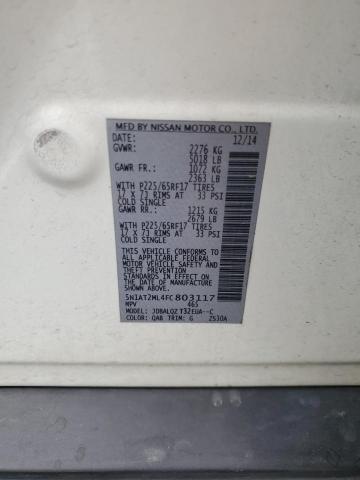 MFD BY NISSAN MOTOR CO., LTD.
DATE: 12/14
GVWR: 2276 KG
5018 LB
GAWR FR: 1072 KG
2363 LB
WITH P225/65RF17 TIRES
17 X 7J RIMS AT 33 PSI
COLD SINGLE
GAWR RR: 1215 KG
2679 LB
WITH P225/65RF17 TIRES
17 X 7J RIMS AT 33 PSI
COLD SINGLE
THIS VEHICLE CONFORMS TO
ALL APPLICABLE FEDERAL
MOTOR VEHICLE SAFETY
STANDARDS AND THEFT
PREVENTION STANDARD IN
EFFECT ON THE DATE OF
MANUFACTURE SHOWN ABOVE.
5N1AT2ML4FC803117
MPV 465
MODEL: JDBALQZ T32EUA--C
COLOR: QAB TRIM: G ZS30A